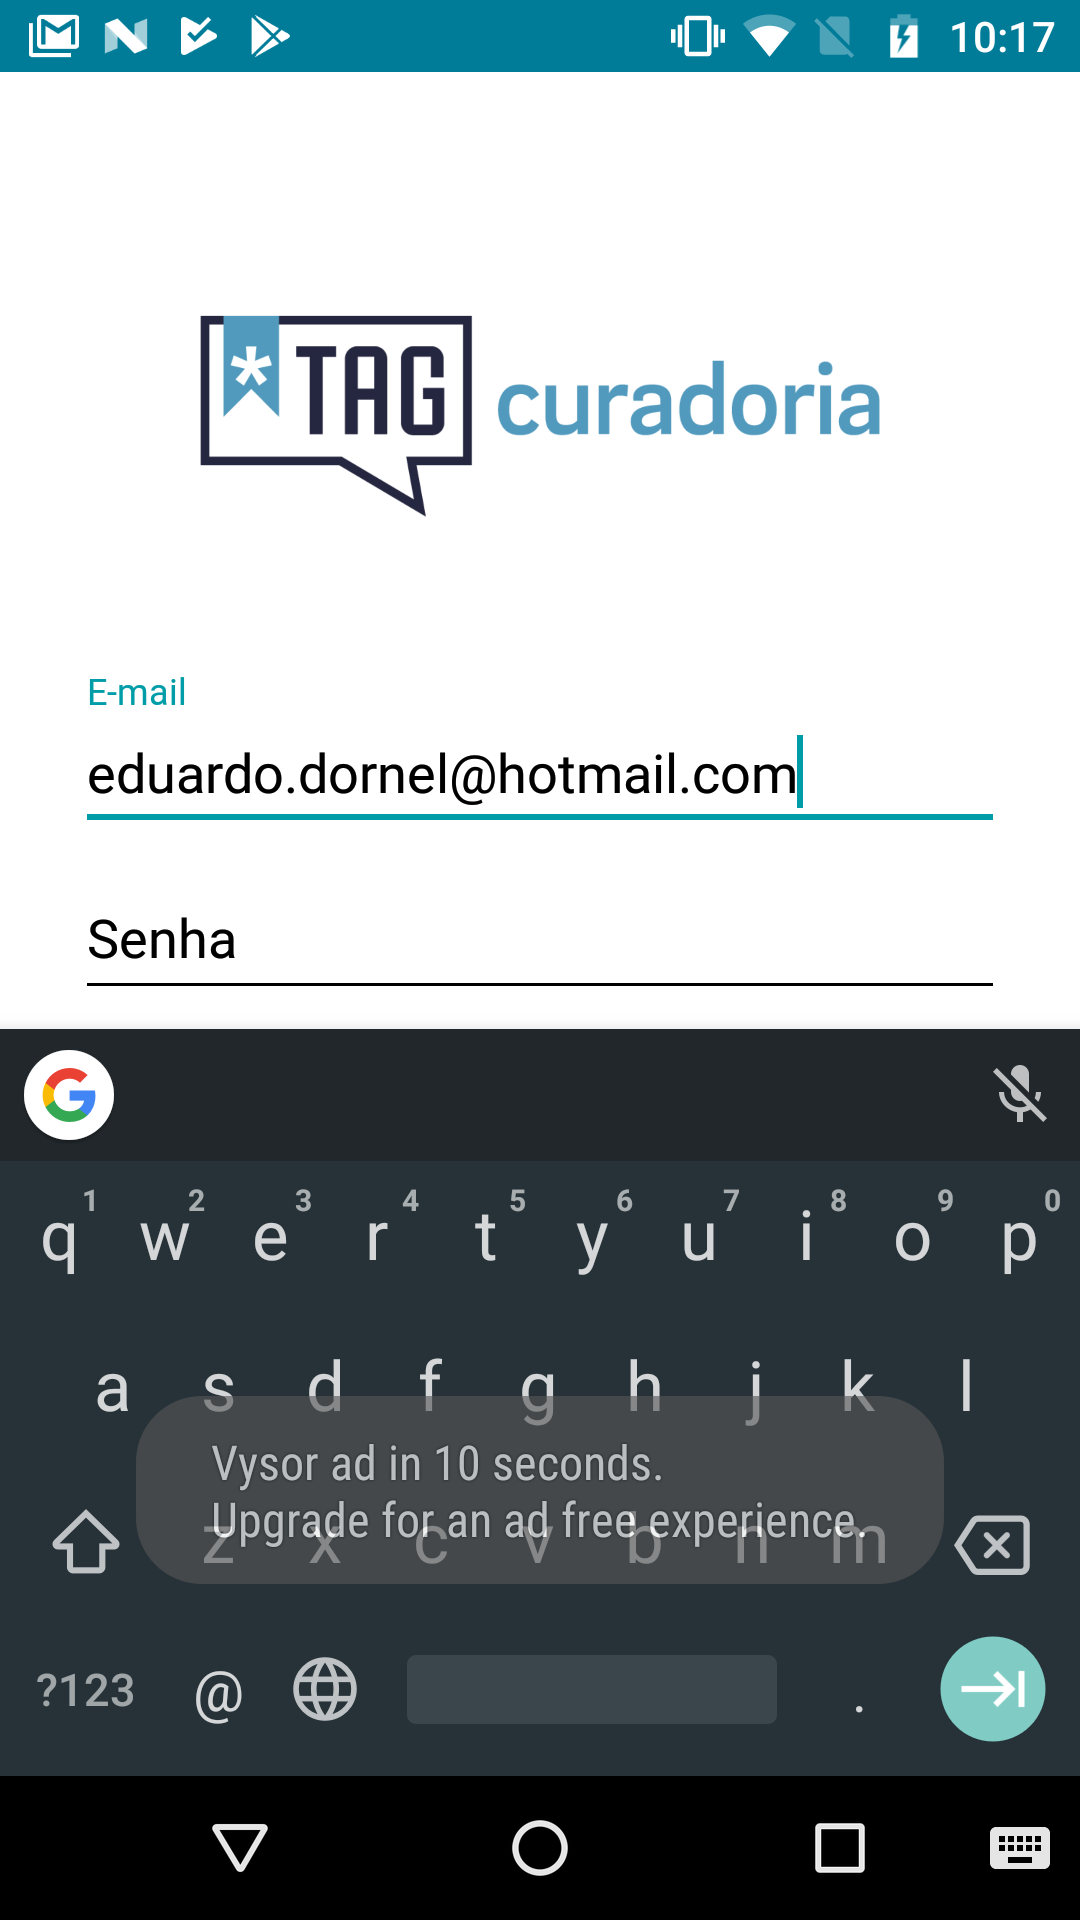 10:17
*TAG curadoria
E-mail
eduardo.dornel@hotmail.com
Senha
G
1 2 3 4 5 6 7 8 9 0
q w e r t y u i o p
a s d f g h j k l
Vysor ad in 10 seconds.
Upgrade for an ad free experience.
z x c v b n m
?123 @ .